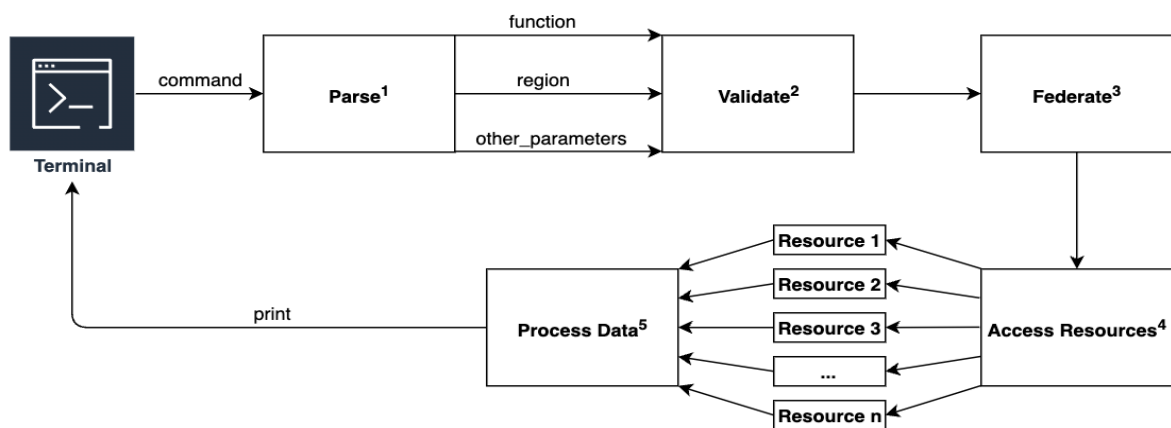 function
command
Parse¹
region
Validate²
Federate³
other_parameters
Terminal
Resource 1
Resource 2
print
Process Data⁵
Resource 3
Access Resources⁴
...
Resource n